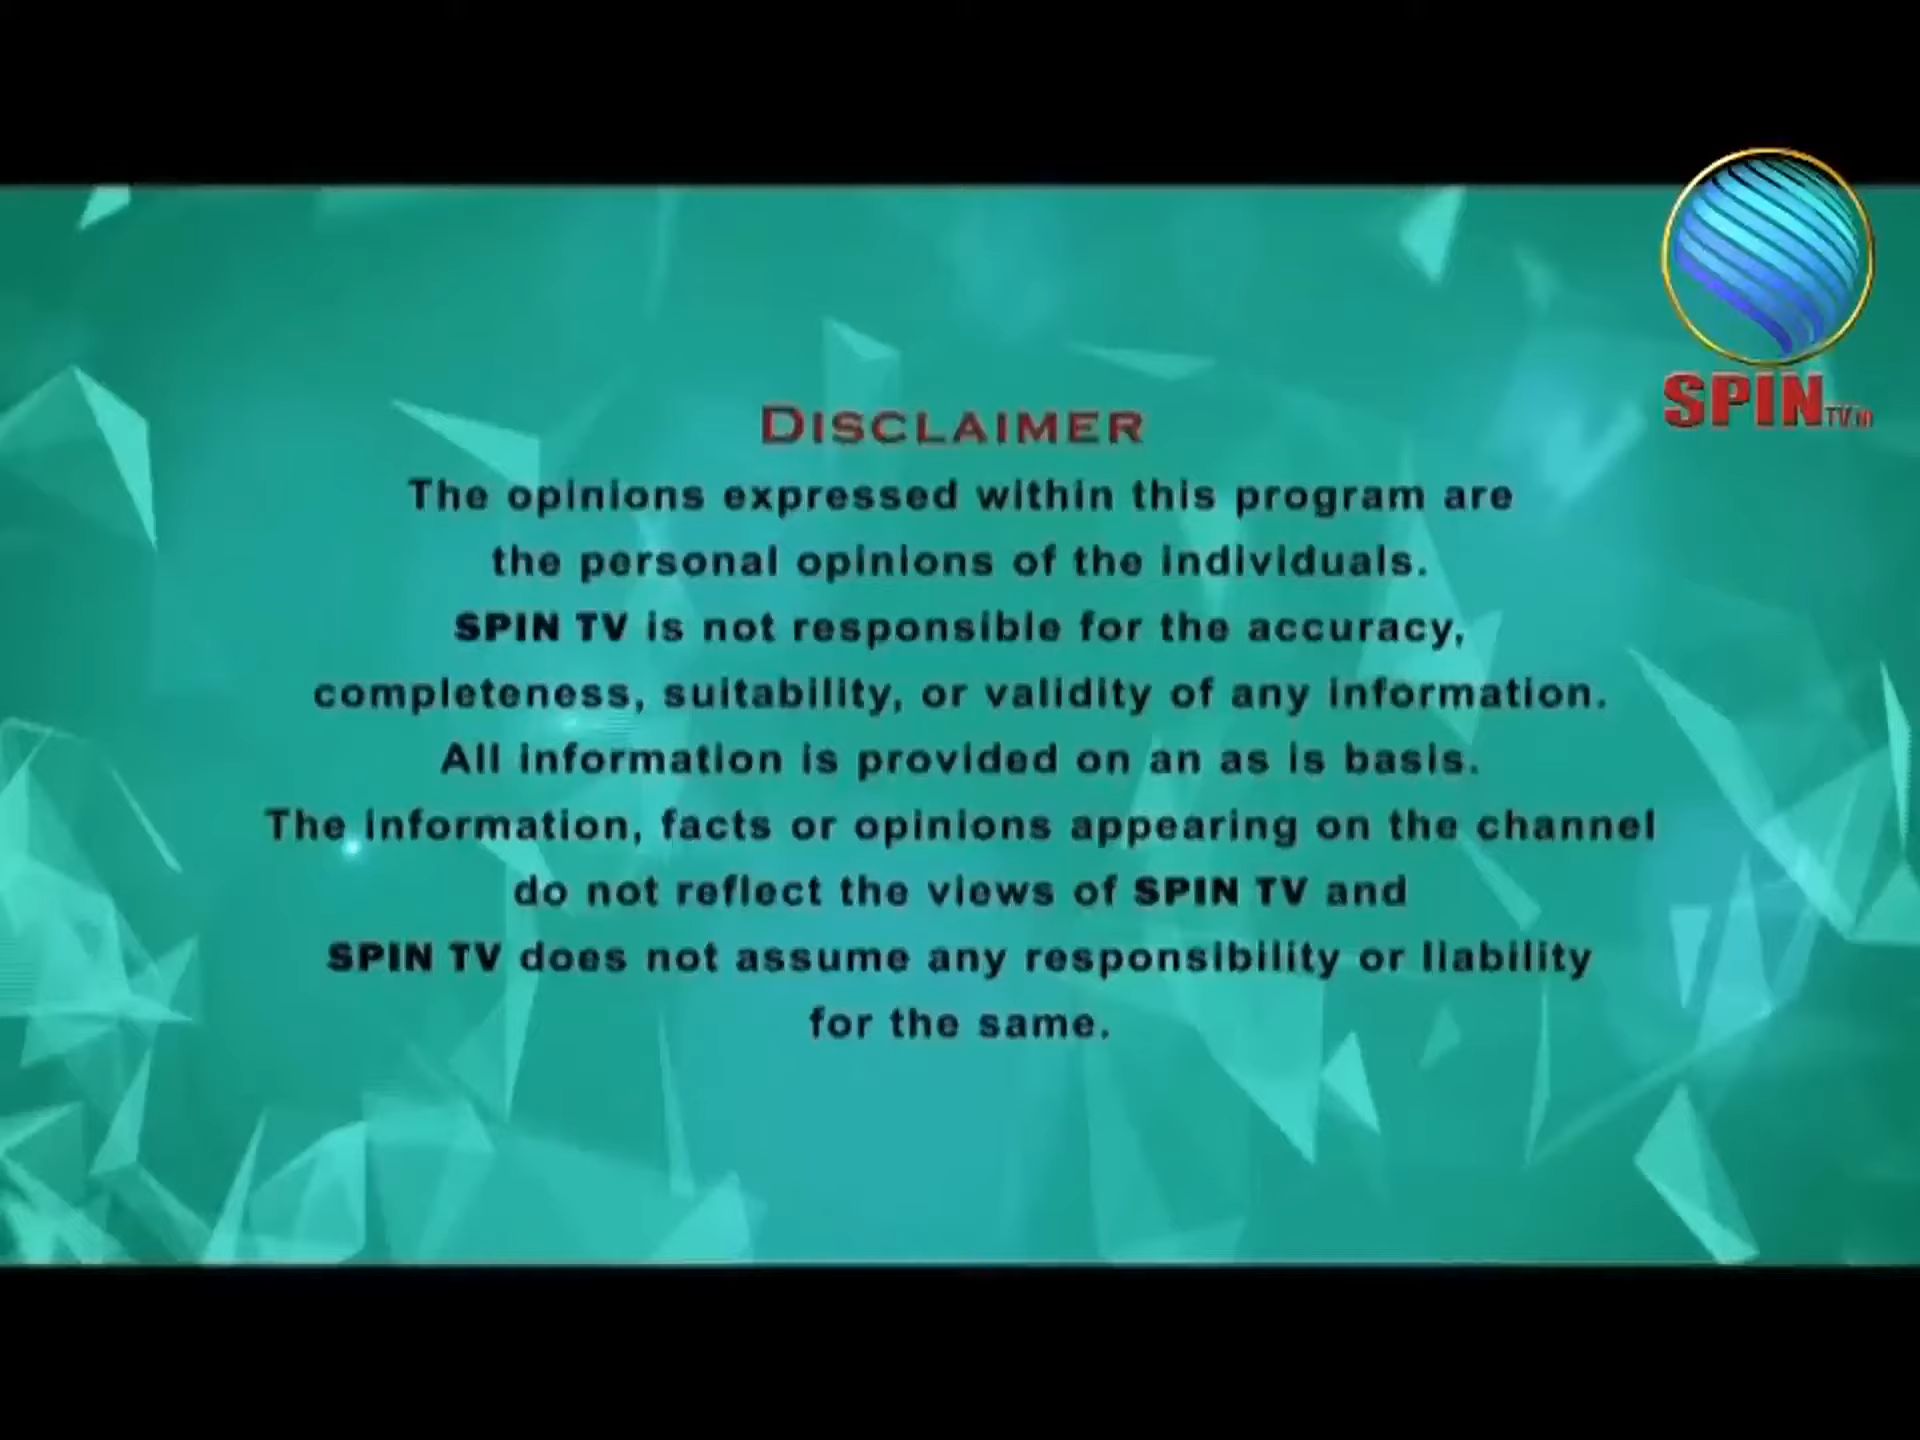 SPINTV.in
DISCLAIMER
The opinions expressed within this program are
the personal opinions of the individuals.
SPIN TV is not responsible for the accuracy,
completeness, suitability, or validity of any information.
All information is provided on an as is basis.
The information, facts or opinions appearing on the channel
do not reflect the views of SPIN TV and
SPIN TV does not assume any responsibility or liability
for the same.